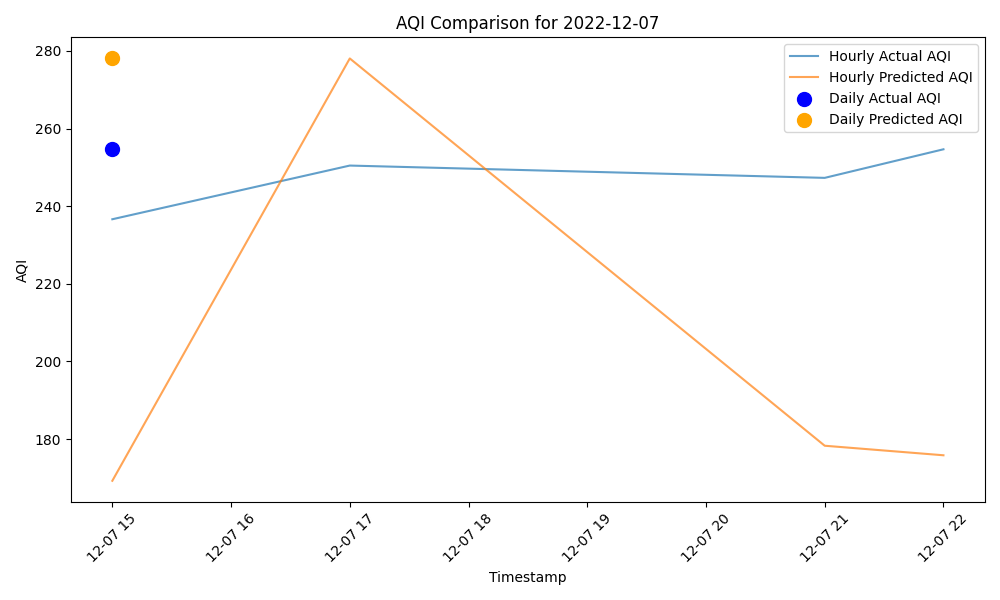 AQI Comparison for 2022-12-07
Hourly Actual AQI
Hourly Predicted AQI
Daily Actual AQI
Daily Predicted AQI
AQI
280
260
240
220
200
180
12-07 15
12-07 16
12-07 17
12-07 18
12-07 19
12-07 20
12-07 21
12-07 22
Timestamp